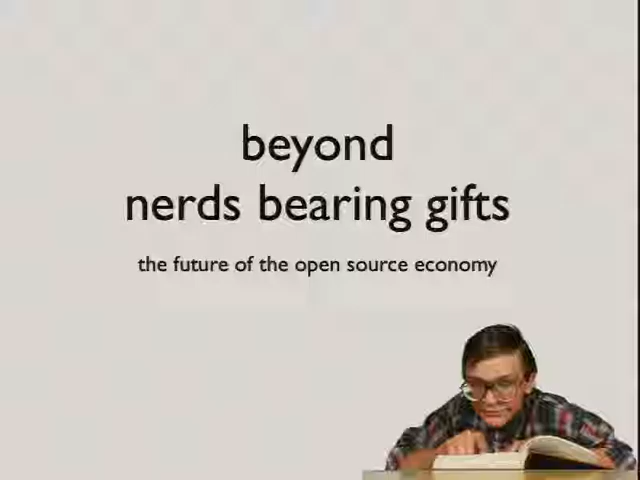 beyond
nerds bearing gifts
the future of the open source economy